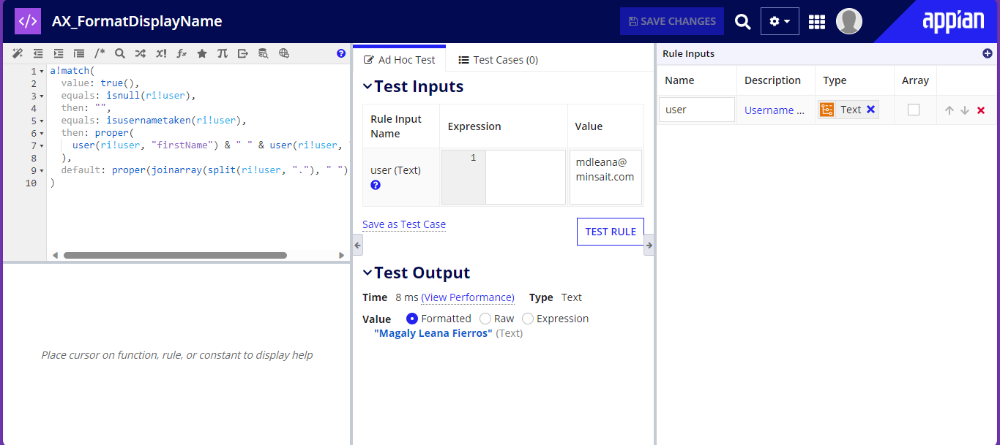 </> AX_FormatDisplayName
SAVE CHANGES
appian
/* x! fx π ?
1 a!match(
2 value: true(),
3 equals: isnull(ri!user),
4 then: "",
5 equals: isusernametaken(ri!user),
6 then: proper(
7 user(ri!user, "firstName") & " " & user(ri!user,
8 ),
9 default: proper(joinarray(split(ri!user, "."), " ")
10 )
Place cursor on function, rule, or constant to display help
Ad Hoc Test Test Cases (0)
Test Inputs
Rule Input Name Expression Value
user (Text) ? 1 mdleana@
minsait.com
Save as Test Case
TEST RULE
Test Output
Time 8 ms (View Performance) Type Text
Value Formatted Raw Expression
"Magaly Leana Fierros" (Text)
Rule Inputs
Name Description Type Array
user Username ... Text